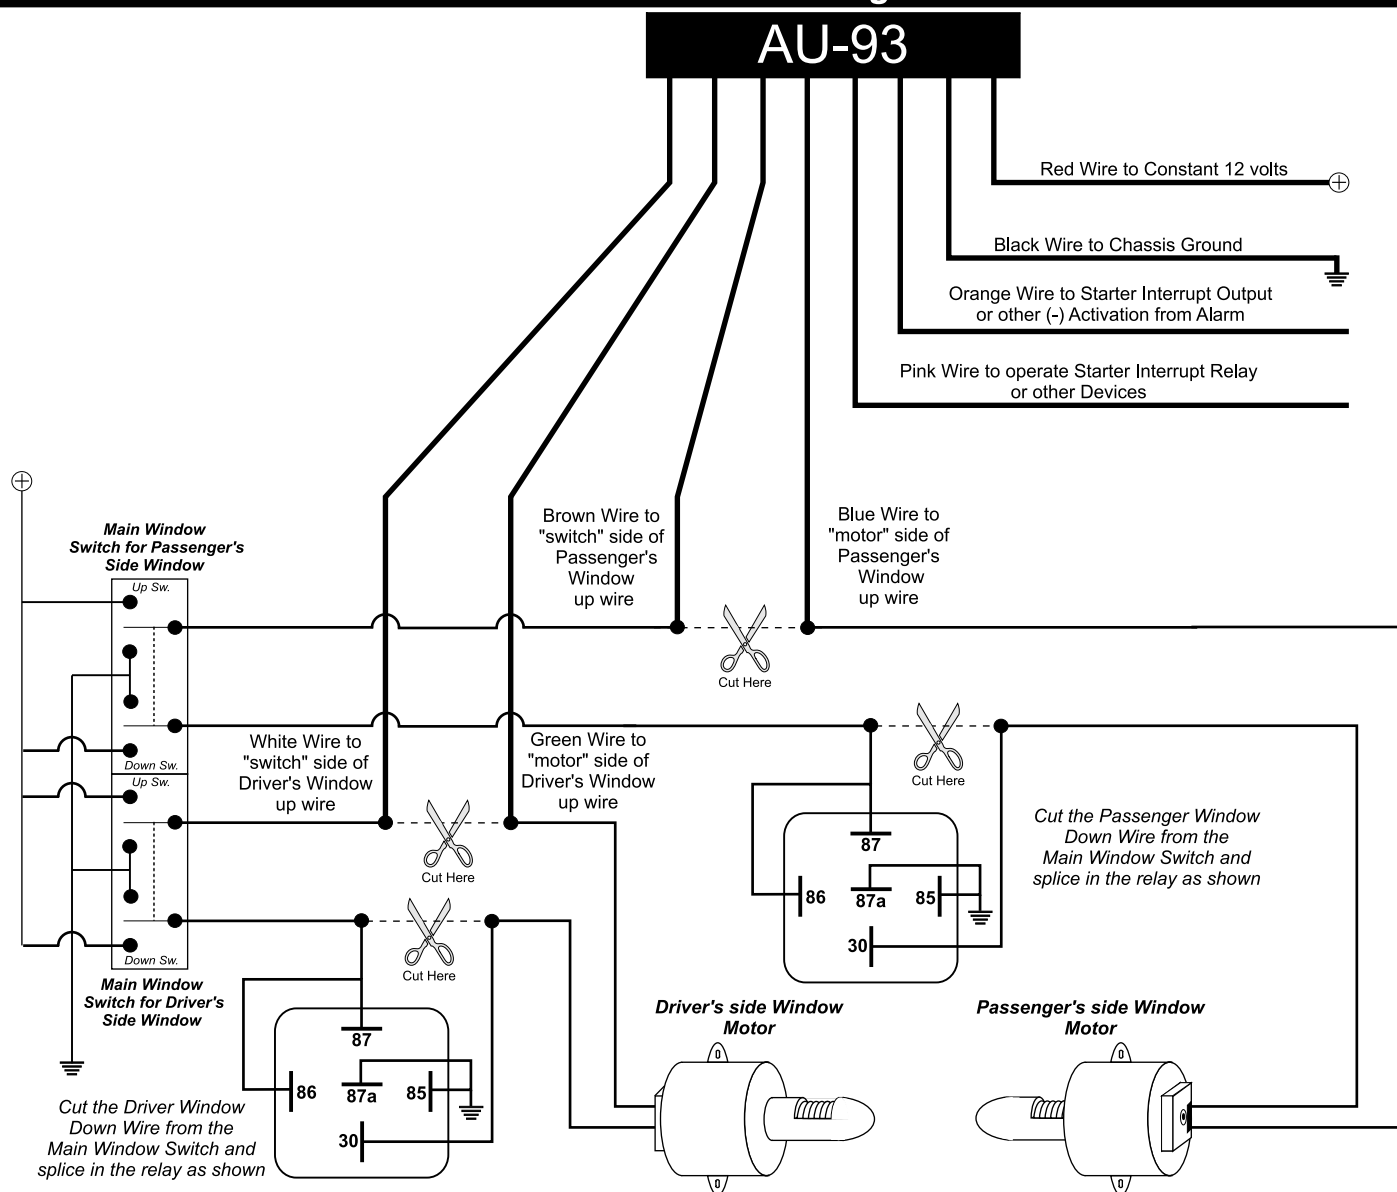 AU-93
Red Wire to Constant 12 volts
Black Wire to Chassis Ground
Orange Wire to Starter Interrupt Output
or other (-) Activation from Alarm
Pink Wire to operate Starter Interrupt Relay
or other Devices
Main Window
Switch for Passenger's
Side Window
Up Sw.
Down Sw.
Brown Wire to
"switch" side of
Passenger's
Window
up wire
Blue Wire to
"motor" side of
Passenger's
Window
up wire
Cut Here
White Wire to
"switch" side of
Driver's Window
up wire
Green Wire to
"motor" side of
Driver's Window
up wire
Cut Here
Up Sw.
Down Sw.
Main Window
Switch for Driver's
Side Window
Cut Here
Cut Here
87
86
87a
85
30
Cut the Passenger Window
Down Wire from the
Main Window Switch and
splice in the relay as shown
87
86
87a
85
30
Cut the Driver Window
Down Wire from the
Main Window Switch and
splice in the relay as shown
Driver's side Window
Motor
Passenger's side Window
Motor